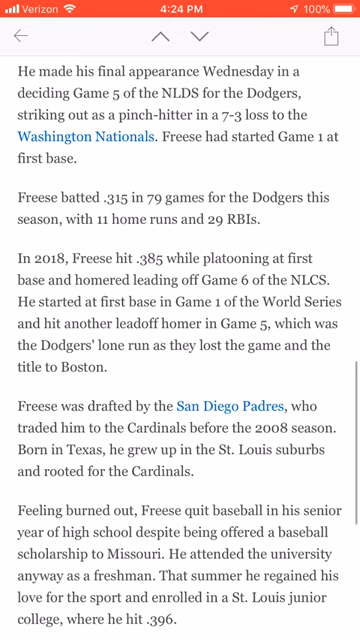 Verizon 4:24 PM 100%
He made his final appearance Wednesday in a
deciding Game 5 of the NLDS for the Dodgers,
striking out as a pinch-hitter in a 7-3 loss to the
Washington Nationals. Freese had started Game 1 at
first base.
Freese batted .315 in 79 games for the Dodgers this
season, with 11 home runs and 29 RBIs.
In 2018, Freese hit .385 while platooning at first
base and homered leading off Game 6 of the NLCS.
He started at first base in Game 1 of the World Series
and hit another leadoff homer in Game 5, which was
the Dodgers' lone run as they lost the game and the
title to Boston.
Freese was drafted by the San Diego Padres, who
traded him to the Cardinals before the 2008 season.
Born in Texas, he grew up in the St. Louis suburbs
and rooted for the Cardinals.
Feeling burned out, Freese quit baseball in his senior
year of high school despite being offered a baseball
scholarship to Missouri. He attended the university
anyway as a freshman. That summer he regained his
love for the sport and enrolled in a St. Louis junior
college, where he hit .396.